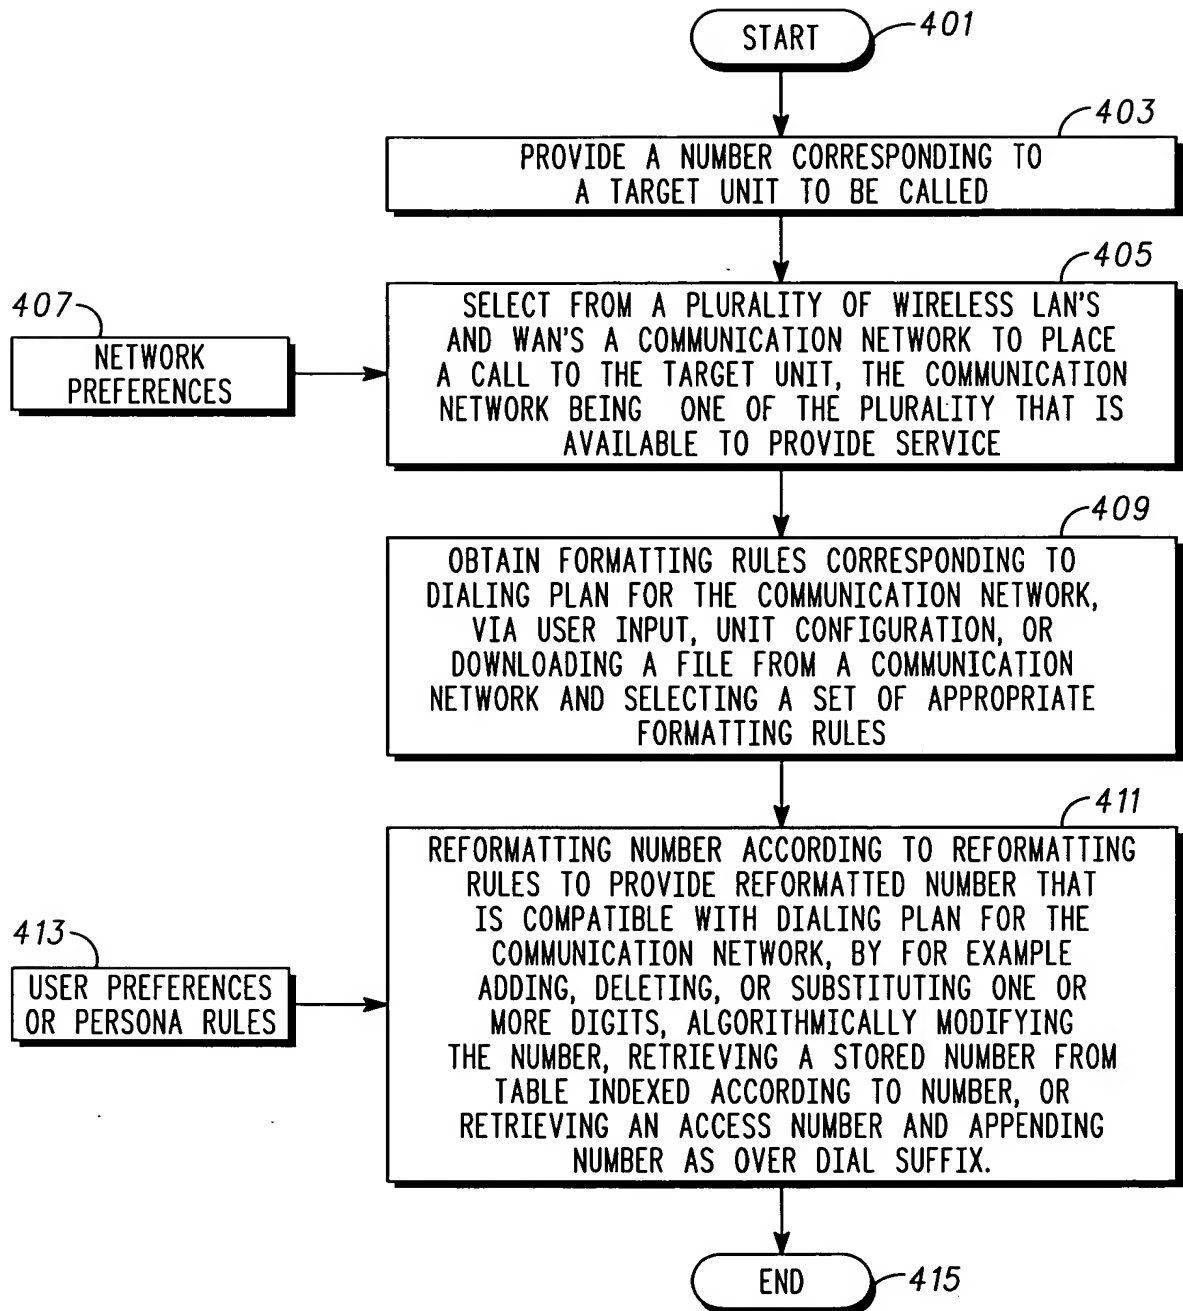 START
401
403
PROVIDE A NUMBER CORRESPONDING TO
A TARGET UNIT TO BE CALLED
405
407
SELECT FROM A PLURALITY OF WIRELESS LAN'S
AND WAN'S A COMMUNICATION NETWORK TO PLACE
A CALL TO THE TARGET UNIT, THE COMMUNICATION
NETWORK BEING ONE OF THE PLURALITY THAT IS
AVAILABLE TO PROVIDE SERVICE
NETWORK
PREFERENCES
409
OBTAIN FORMATTING RULES CORRESPONDING TO
DIALING PLAN FOR THE COMMUNICATION NETWORK,
VIA USER INPUT, UNIT CONFIGURATION, OR
DOWNLOADING A FILE FROM A COMMUNICATION
NETWORK AND SELECTING A SET OF APPROPRIATE
FORMATTING RULES
411
REFORMATTING NUMBER ACCORDING TO REFORMATTING
RULES TO PROVIDE REFORMATTED NUMBER THAT
IS COMPATIBLE WITH DIALING PLAN FOR THE
COMMUNICATION NETWORK, BY FOR EXAMPLE
ADDING, DELETING, OR SUBSTITUTING ONE OR
MORE DIGITS, ALGORITHMICALLY MODIFYING
THE NUMBER, RETRIEVING A STORED NUMBER FROM
TABLE INDEXED ACCORDING TO NUMBER, OR
RETRIEVING AN ACCESS NUMBER AND APPENDING
NUMBER AS OVER DIAL SUFFIX.
413
USER PREFERENCES
OR PERSONA RULES
END
415